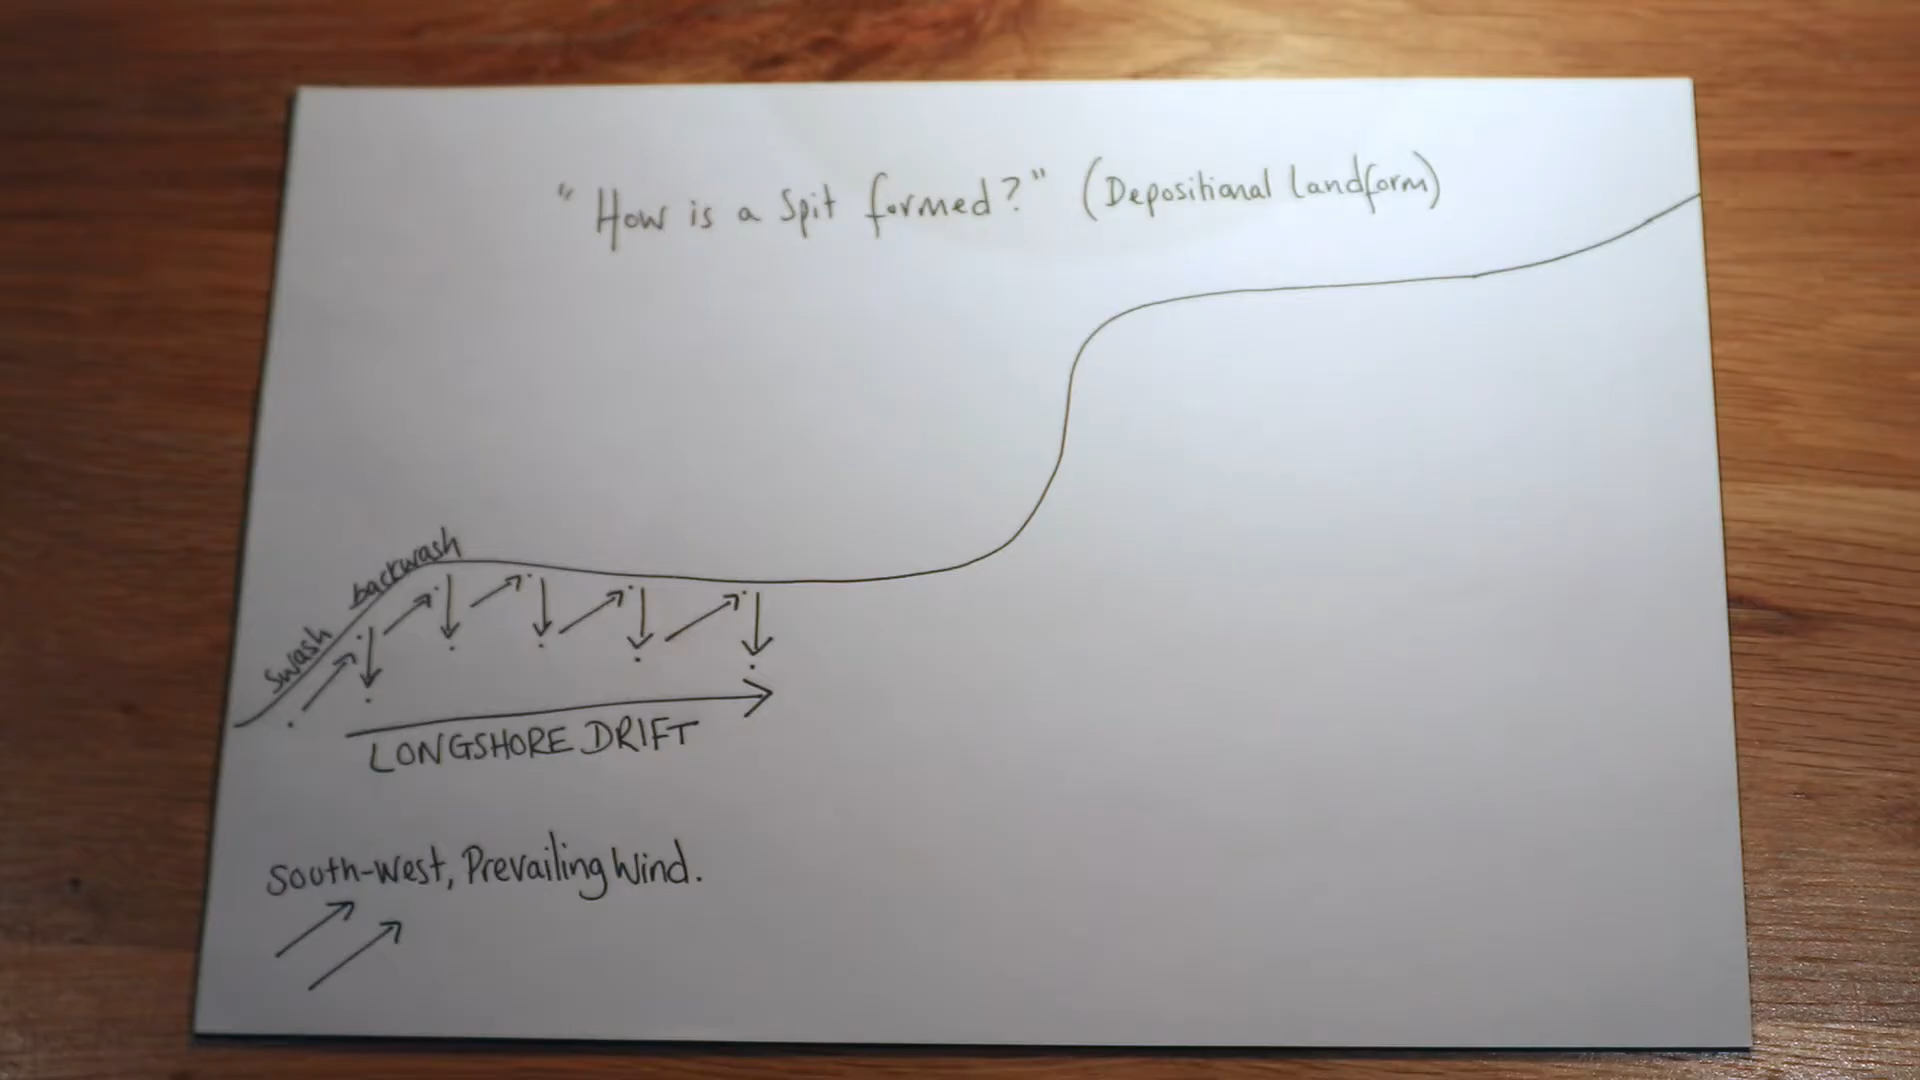 "How is a Spit formed?" (Depositional Landform)
backwash
Swash
LONGSHORE DRIFT
South-West, Prevailing Wind.